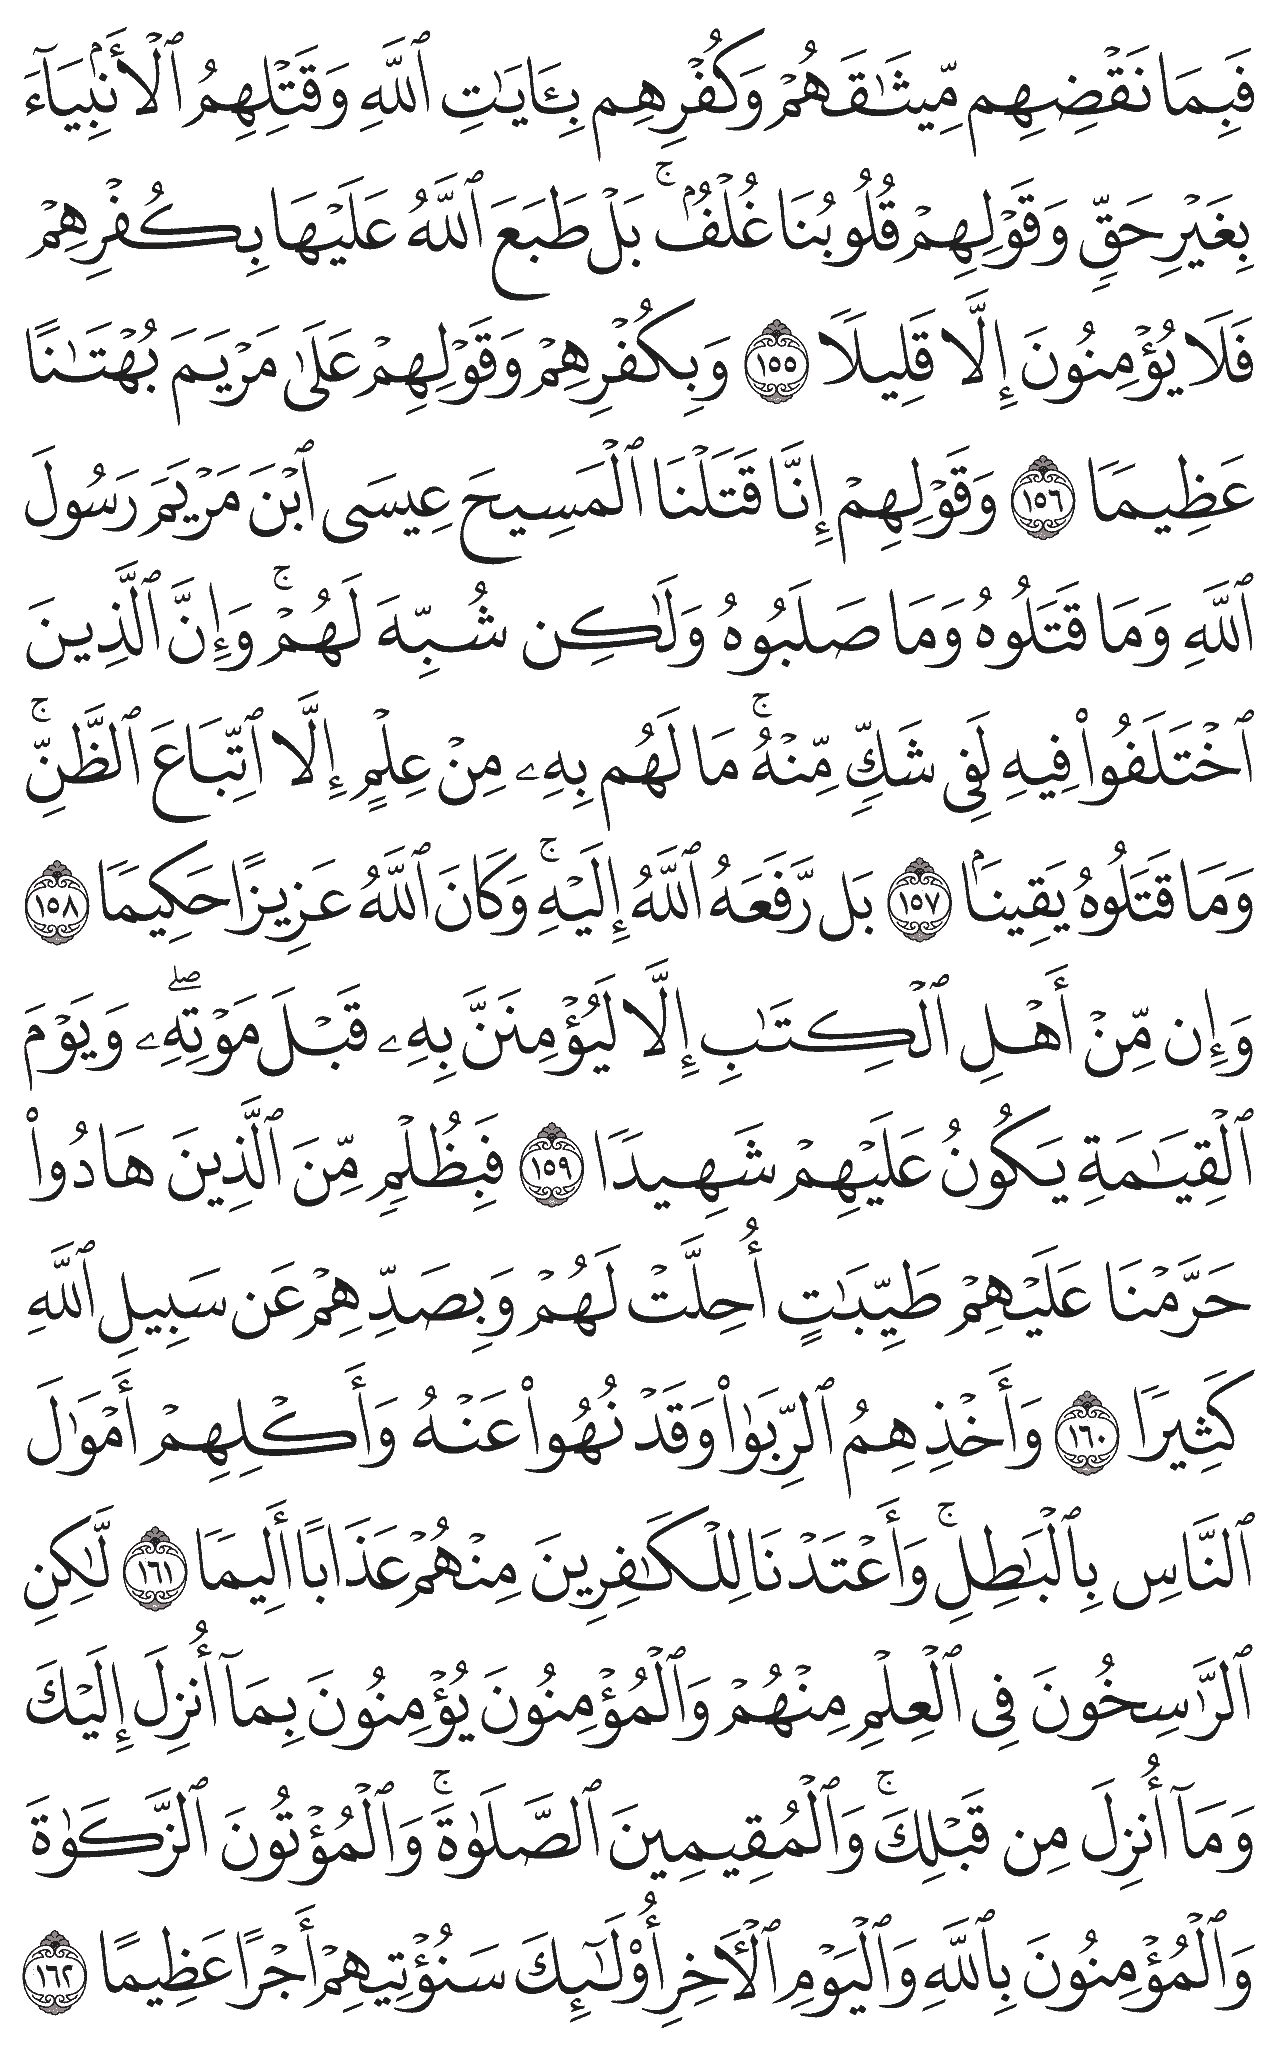 فَبِمَا نَقْضِهِم مِّيثَٰقَهُمْ وَكُفْرِهِم بِـَٔايَٰتِ ٱللَّهِ وَقَتْلِهِمُ ٱلْأَنۢبِيَآءَ
بِغَيْرِ حَقٍّ وَقَوْلِهِمْ قُلُوبُنَا غُلْفٌۢ ۚ بَلْ طَبَعَ ٱللَّهُ عَلَيْهَا بِكُفْرِهِمْ
فَلَا يُؤْمِنُونَ إِلَّا قَلِيلًا ١٥٥ وَبِكُفْرِهِمْ وَقَوْلِهِمْ عَلَىٰ مَرْيَمَ بُهْتَٰنًا
عَظِيمًا ١٥٦ وَقَوْلِهِمْ إِنَّا قَتَلْنَا ٱلْمَسِيحَ عِيسَى ٱبْنَ مَرْيَمَ رَسُولَ
ٱللَّهِ وَمَا قَتَلُوهُ وَمَا صَلَبُوهُ وَلَٰكِن شُبِّهَ لَهُمْ ۚ وَإِنَّ ٱلَّذِينَ
ٱخْتَلَفُوا۟ فِيهِ لَفِى شَكٍّ مِّنْهُ ۚ مَا لَهُم بِهِۦ مِنْ عِلْمٍ إِلَّا ٱتِّبَاعَ ٱلظَّنِّ ۚ
وَمَا قَتَلُوهُ يَقِينًۢا ١٥٧ بَل رَّفَعَهُ ٱللَّهُ إِلَيْهِ ۚ وَكَانَ ٱللَّهُ عَزِيزًا حَكِيمًا ١٥٨
وَإِن مِّنْ أَهْلِ ٱلْكِتَٰبِ إِلَّا لَيُؤْمِنَنَّ بِهِۦ قَبْلَ مَوْتِهِۦ ۖ وَيَوْمَ
ٱلْقِيَٰمَةِ يَكُونُ عَلَيْهِمْ شَهِيدًا ١٥٩ فَبِظُلْمٍ مِّنَ ٱلَّذِينَ هَادُوا۟
حَرَّمْنَا عَلَيْهِمْ طَيِّبَٰتٍ أُحِلَّتْ لَهُمْ وَبِصَدِّهِمْ عَن سَبِيلِ ٱللَّهِ
كَثِيرًا ١٦٠ وَأَخْذِهِمُ ٱلرِّبَوٰا۟ وَقَدْ نُهُوا۟ عَنْهُ وَأَكْلِهِمْ أَمْوَٰلَ
ٱلنَّاسِ بِٱلْبَٰطِلِ ۚ وَأَعْتَدْنَا لِلْكَٰفِرِينَ مِنْهُمْ عَذَابًا أَلِيمًا ١٦١ لَّٰكِنِ
ٱلرَّٰسِخُونَ فِى ٱلْعِلْمِ مِنْهُمْ وَٱلْمُؤْمِنُونَ يُؤْمِنُونَ بِمَآ أُنزِلَ إِلَيْكَ
وَمَآ أُنزِلَ مِن قَبْلِكَ ۚ وَٱلْمُقِيمِينَ ٱلصَّلَوٰةَ ۚ وَٱلْمُؤْتُونَ ٱلزَّكَوٰةَ
وَٱلْمُؤْمِنُونَ بِٱللَّهِ وَٱلْيَوْمِ ٱلْـَٔاخِرِ أُو۟لَٰٓئِكَ سَنُؤْتِيهِمْ أَجْرًا عَظِيمًا ١٦٢